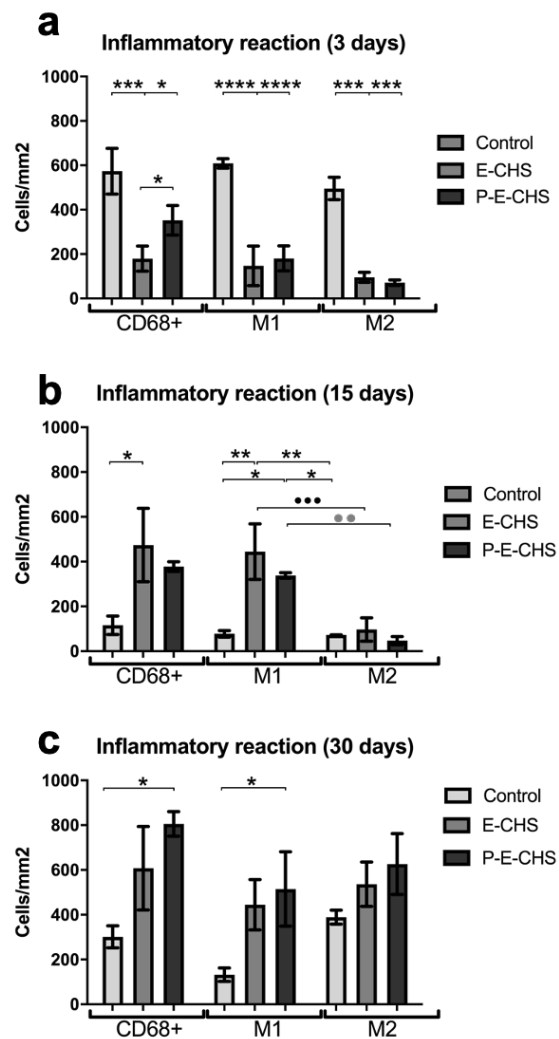 a
Inflammatory reaction (3 days)
1000
800
600
400
200
0
Cells/mm2
*** * **** **** *** ***
*
CD68+ M1 M2
Control
E-CHS
P-E-CHS
b
Inflammatory reaction (15 days)
1000
800
600
400
200
0
Cells/mm2
* ** **
* *
•••
••
CD68+ M1 M2
Control
E-CHS
P-E-CHS
c
Inflammatory reaction (30 days)
1000
800
600
400
200
0
Cells/mm2
* *
CD68+ M1 M2
Control
E-CHS
P-E-CHS